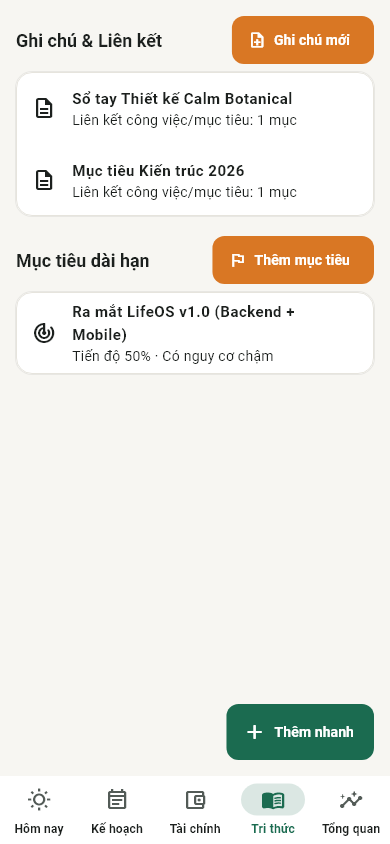 Ghi chú & Liên kết
Ghi chú mới
Sổ tay Thiết kế Calm Botanical
Liên kết công việc/mục tiêu: 1 mục
Mục tiêu Kiến trúc 2026
Liên kết công việc/mục tiêu: 1 mục
Mục tiêu dài hạn
Thêm mục tiêu
Ra mắt LifeOS v1.0 (Backend +
Mobile)
Tiến độ 50% · Có nguy cơ chậm
Thêm nhanh
Hôm nay
Kế hoạch
Tài chính
Tri thức
Tổng quan